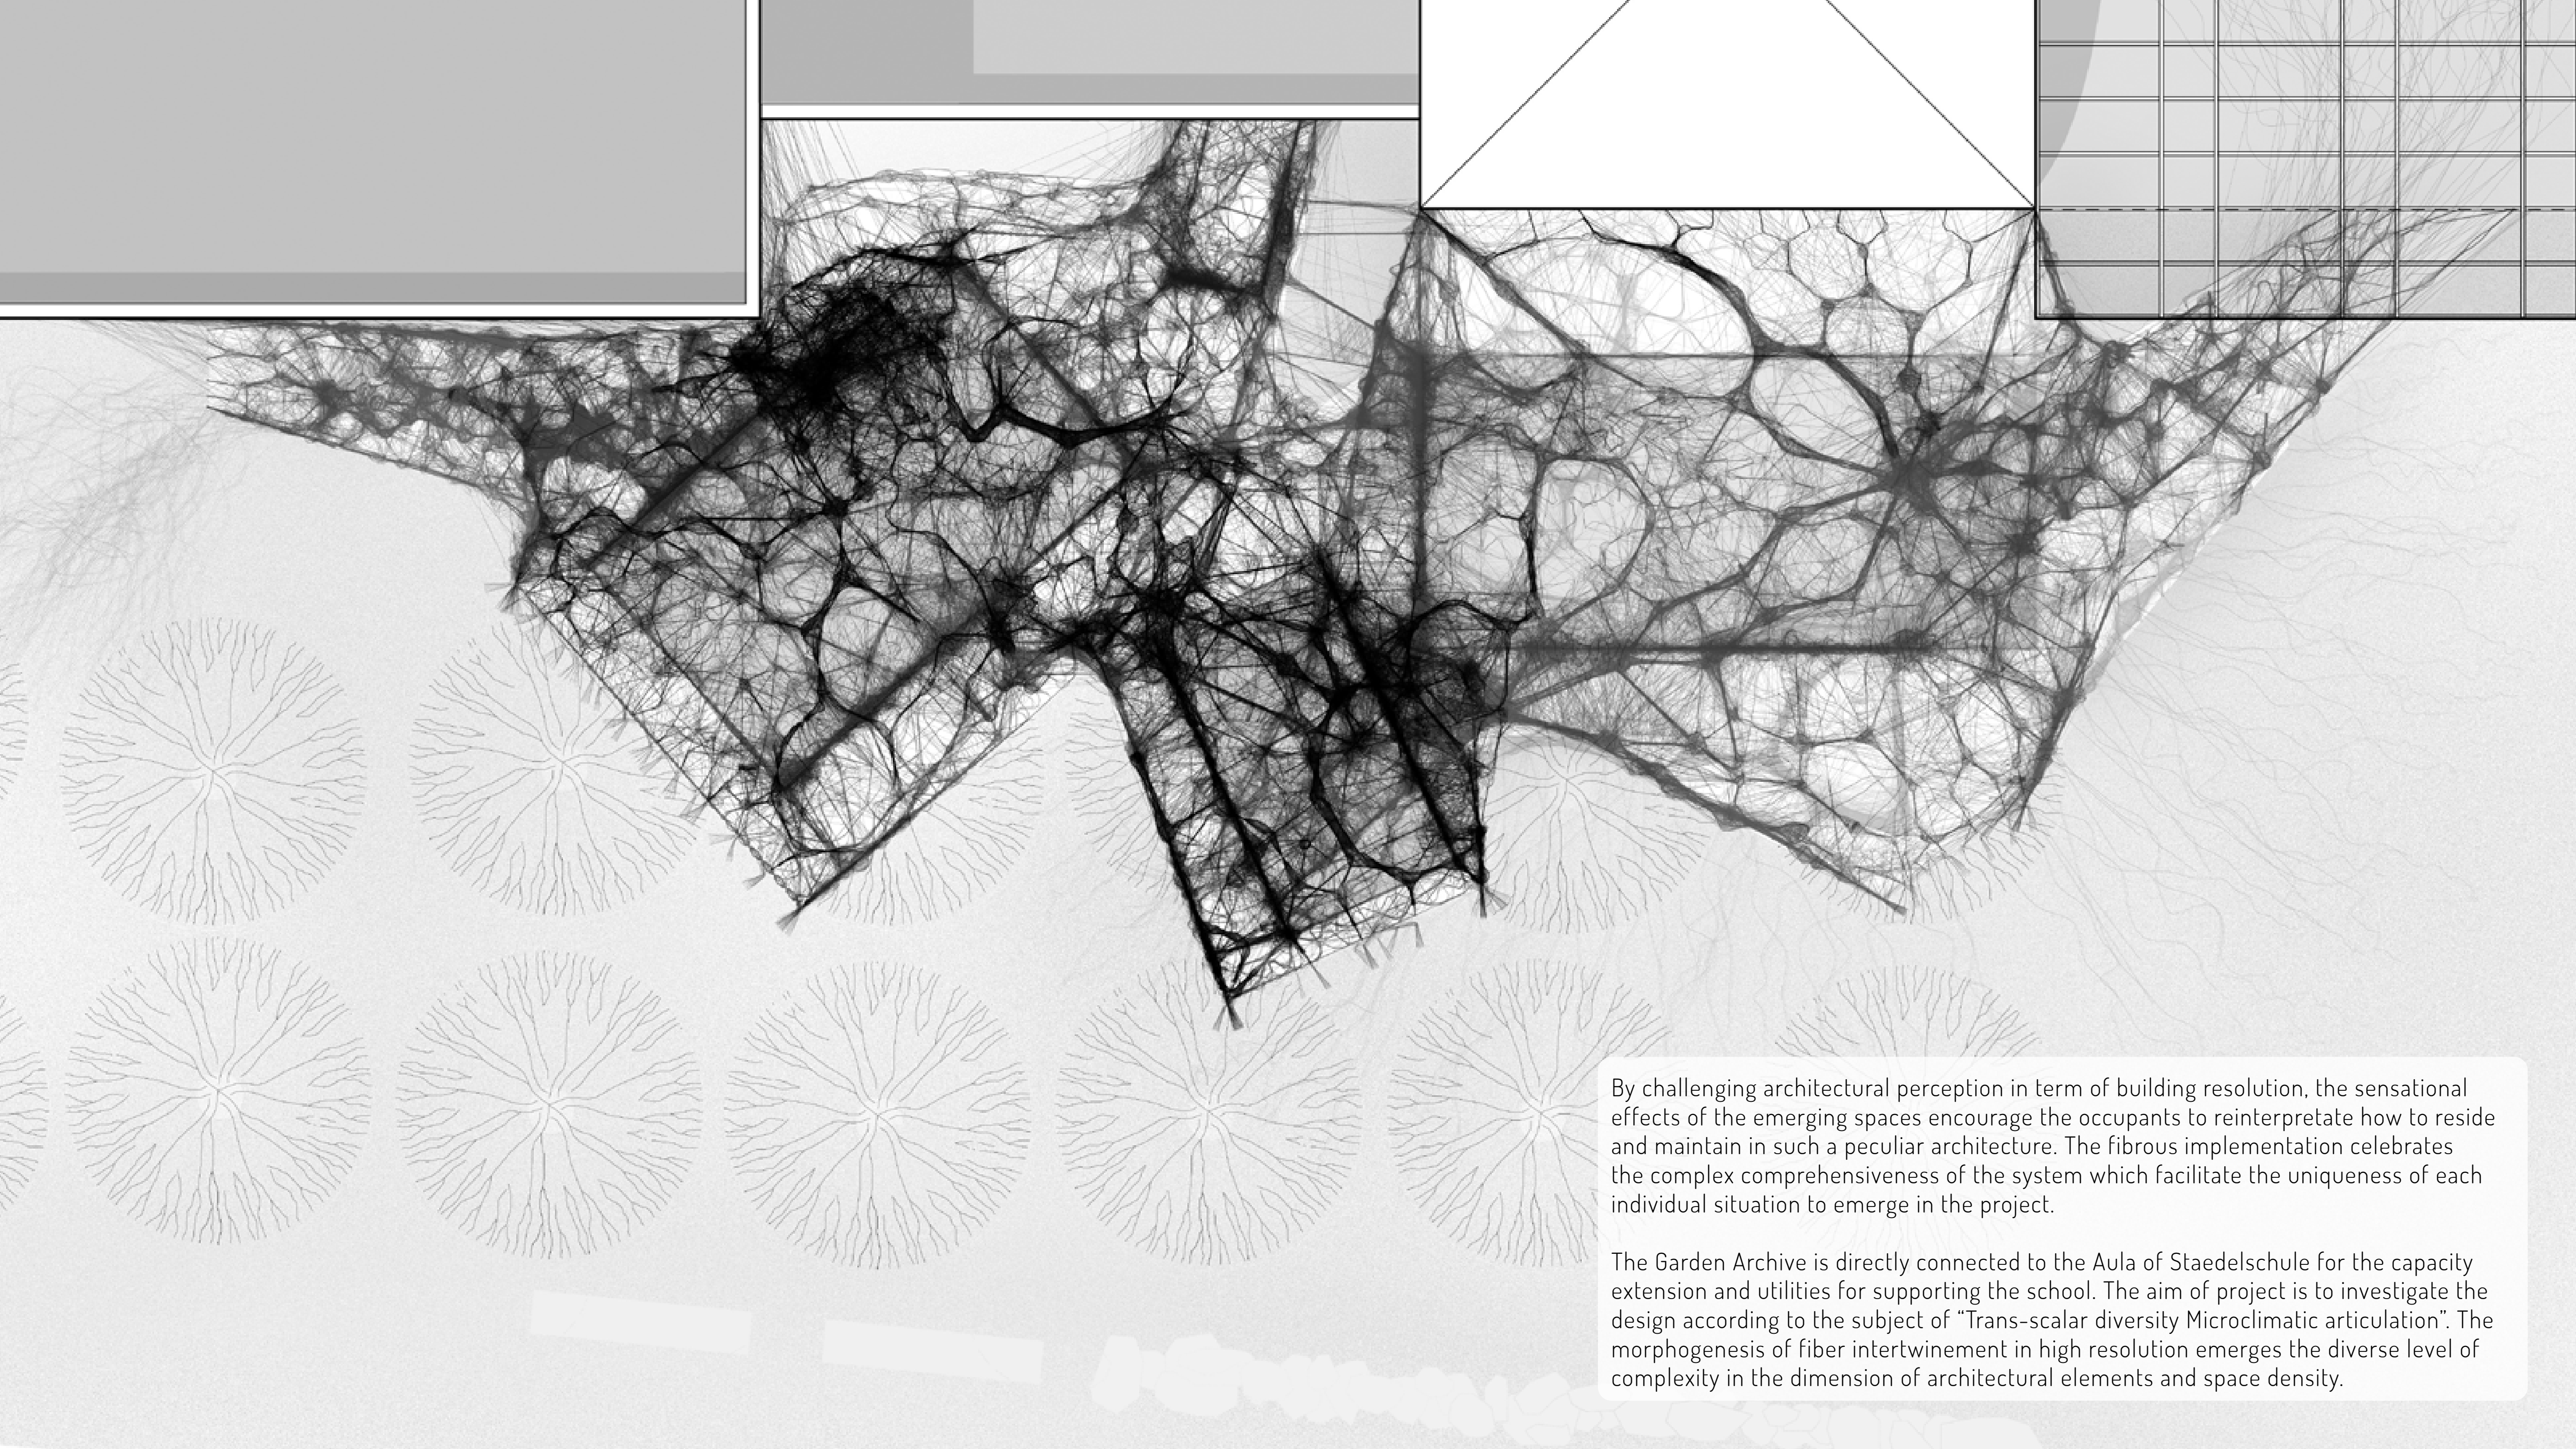 By challenging architectural perception in term of building resolution, the sensational
effects of the emerging spaces encourage the occupants to reinterpretate how to reside
and maintain in such a peculiar architecture. The fibrous implementation celebrates
the complex comprehensiveness of the system which facilitate the uniqueness of each
individual situation to emerge in the project.
The Garden Archive is directly connected to the Aula of Staedelschule for the capacity
extension and utilities for supporting the school. The aim of project is to investigate the
design according to the subject of “Trans-scalar diversity Microclimatic articulation”. The
morphogenesis of fiber intertwinement in high resolution emerges the diverse level of
complexity in the dimension of architectural elements and space density.